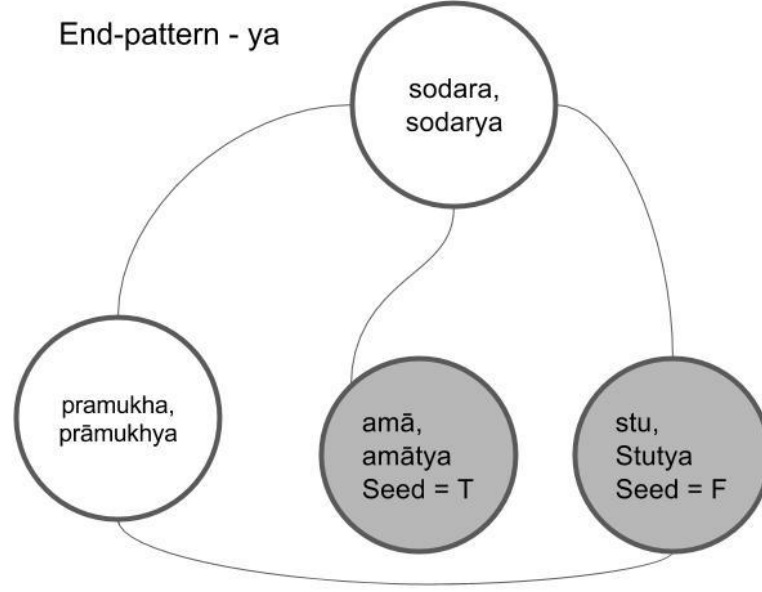 End-pattern - ya
sodara,
sodarya
pramukha,
prāmukhya
amā,
amātya
Seed = T
stu,
Stutya
Seed = F